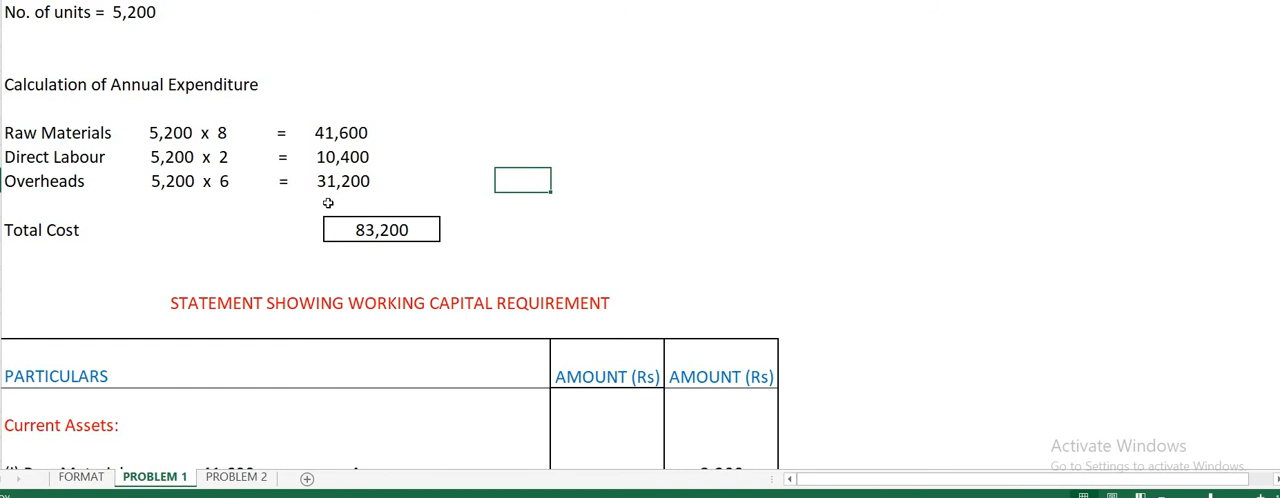 No. of units = 5,200
Calculation of Annual Expenditure
Raw Materials 5,200 x 8 = 41,600
Direct Labour 5,200 x 2 = 10,400
Overheads 5,200 x 6 = 31,200
Total Cost 83,200
STATEMENT SHOWING WORKING CAPITAL REQUIREMENT
PARTICULARS AMOUNT (Rs) AMOUNT (Rs)
Current Assets:
Activate Windows
Go to Settings to activate Windows.
FORMAT PROBLEM 1 PROBLEM 2